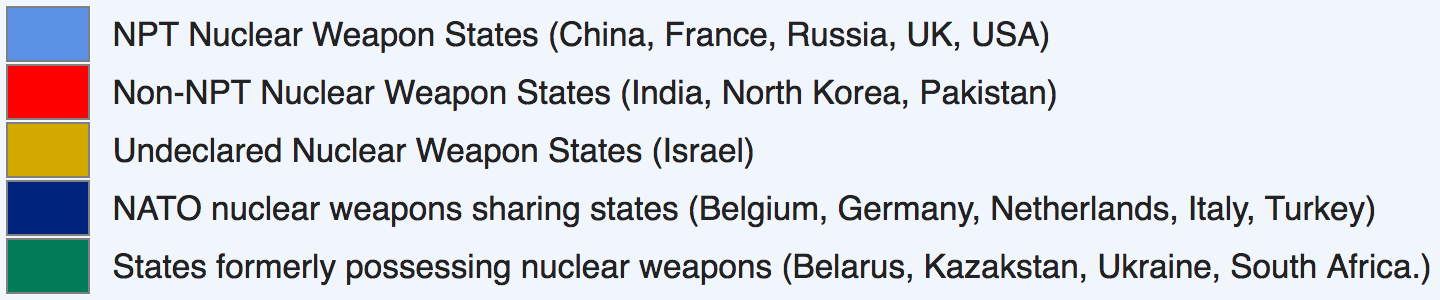 NPT Nuclear Weapon States (China, France, Russia, UK, USA)
Non-NPT Nuclear Weapon States (India, North Korea, Pakistan)
Undeclared Nuclear Weapon States (Israel)
NATO nuclear weapons sharing states (Belgium, Germany, Netherlands, Italy, Turkey)
States formerly possessing nuclear weapons (Belarus, Kazakstan, Ukraine, South Africa.)